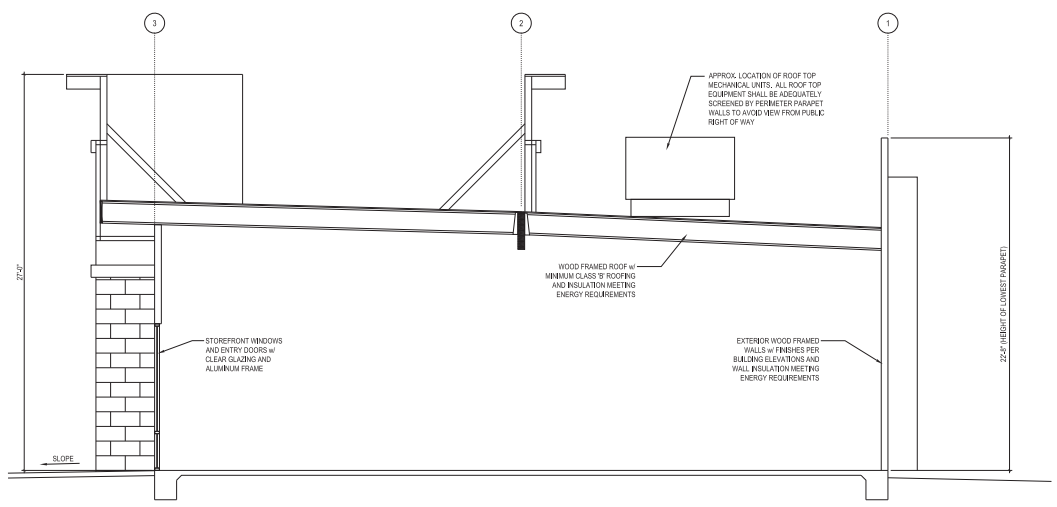 3
2
1
APPROX. LOCATION OF ROOF TOP
MECHANICAL UNITS. ALL ROOF TOP
EQUIPMENT SHALL BE ADEQUATELY
SCREENED BY PERIMETER PARAPET
WALLS TO AVOID VIEW FROM PUBLIC
RIGHT OF WAY
27'-0"
WOOD FRAMED ROOF w/
MINIMUM CLASS 'B' ROOFING
AND INSULATION MEETING
ENERGY REQUIREMENTS
22'-8" (HEIGHT OF LOWEST PARAPET)
STOREFRONT WINDOWS
AND ENTRY DOORS w/
CLEAR GLAZING AND
ALUMINUM FRAME
EXTERIOR WOOD FRAMED
WALLS w/ FINISHES PER
BUILDING ELEVATIONS AND
WALL INSULATION MEETING
ENERGY REQUIREMENTS
SLOPE